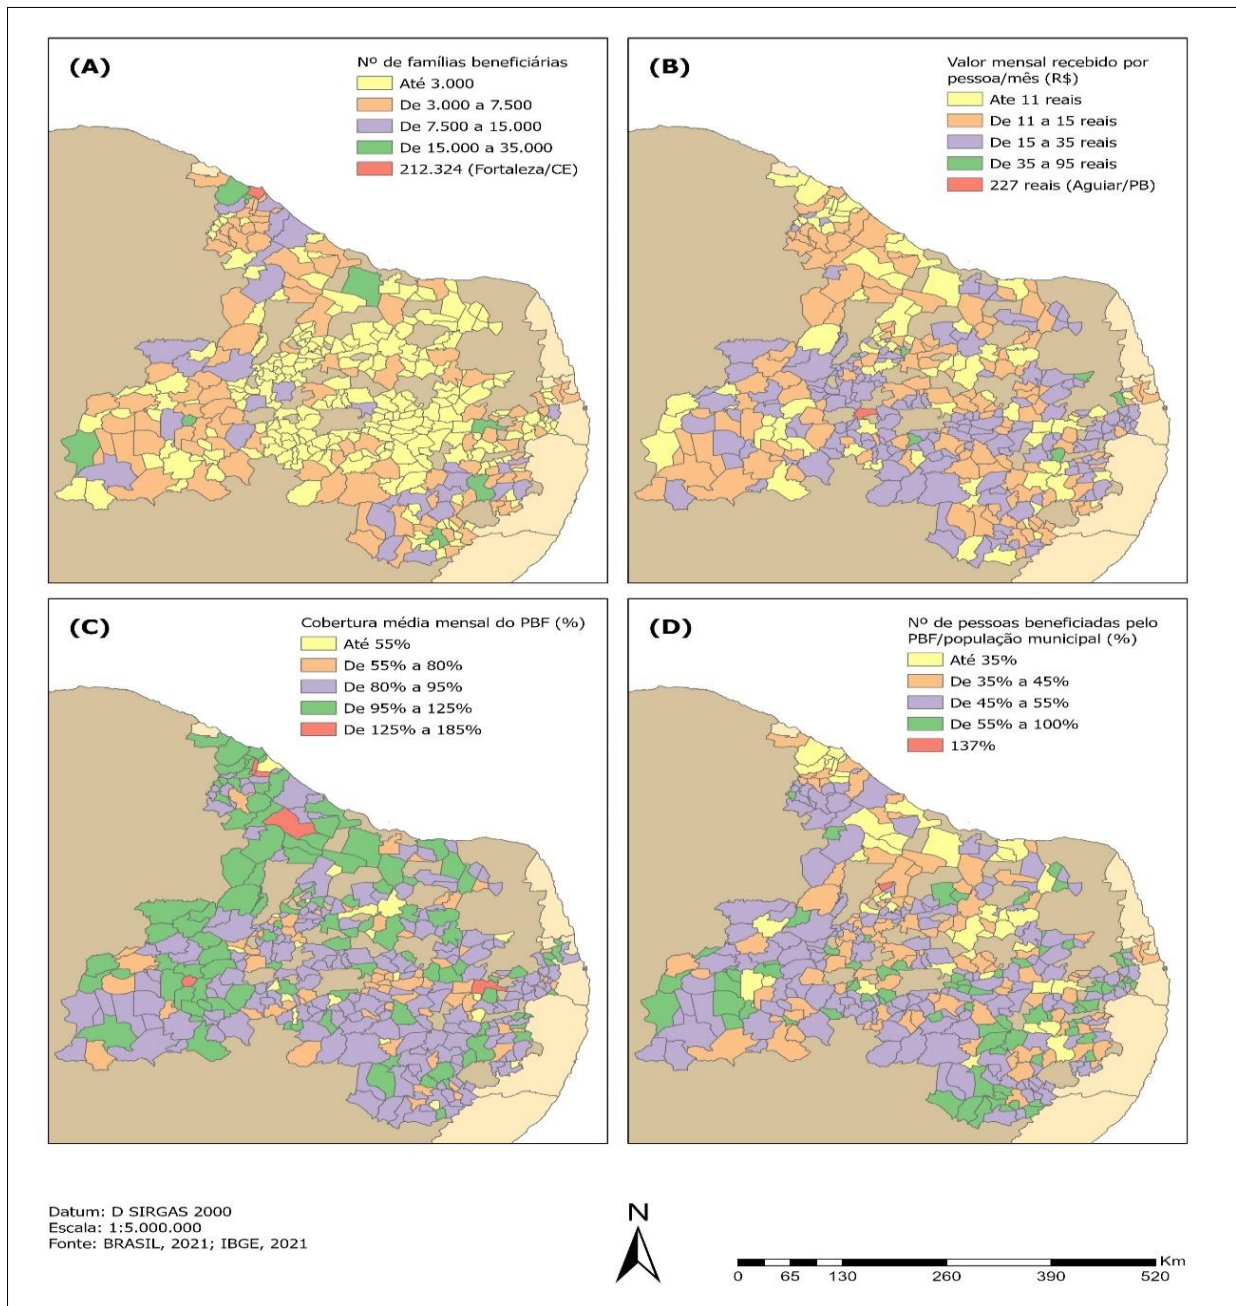 (A)
Nº de famílias beneficiárias
Até 3.000
De 3.000 a 7.500
De 7.500 a 15.000
De 15.000 a 35.000
212.324 (Fortaleza/CE)
(B)
Valor mensal recebido por
pessoa/mês (R$)
Ate 11 reais
De 11 a 15 reais
De 15 a 35 reais
De 35 a 95 reais
227 reais (Aguiar/PB)
(C)
Cobertura média mensal do PBF (%)
Até 55%
De 55% a 80%
De 80% a 95%
De 95% a 125%
De 125% a 185%
(D)
Nº de pessoas beneficiadas pelo
PBF/população municipal (%)
Até 35%
De 35% a 45%
De 45% a 55%
De 55% a 100%
137%
Datum: D SIRGAS 2000
Escala: 1:5.000.000
Fonte: BRASIL, 2021; IBGE, 2021
N
Km
0 65 130 260 390 520